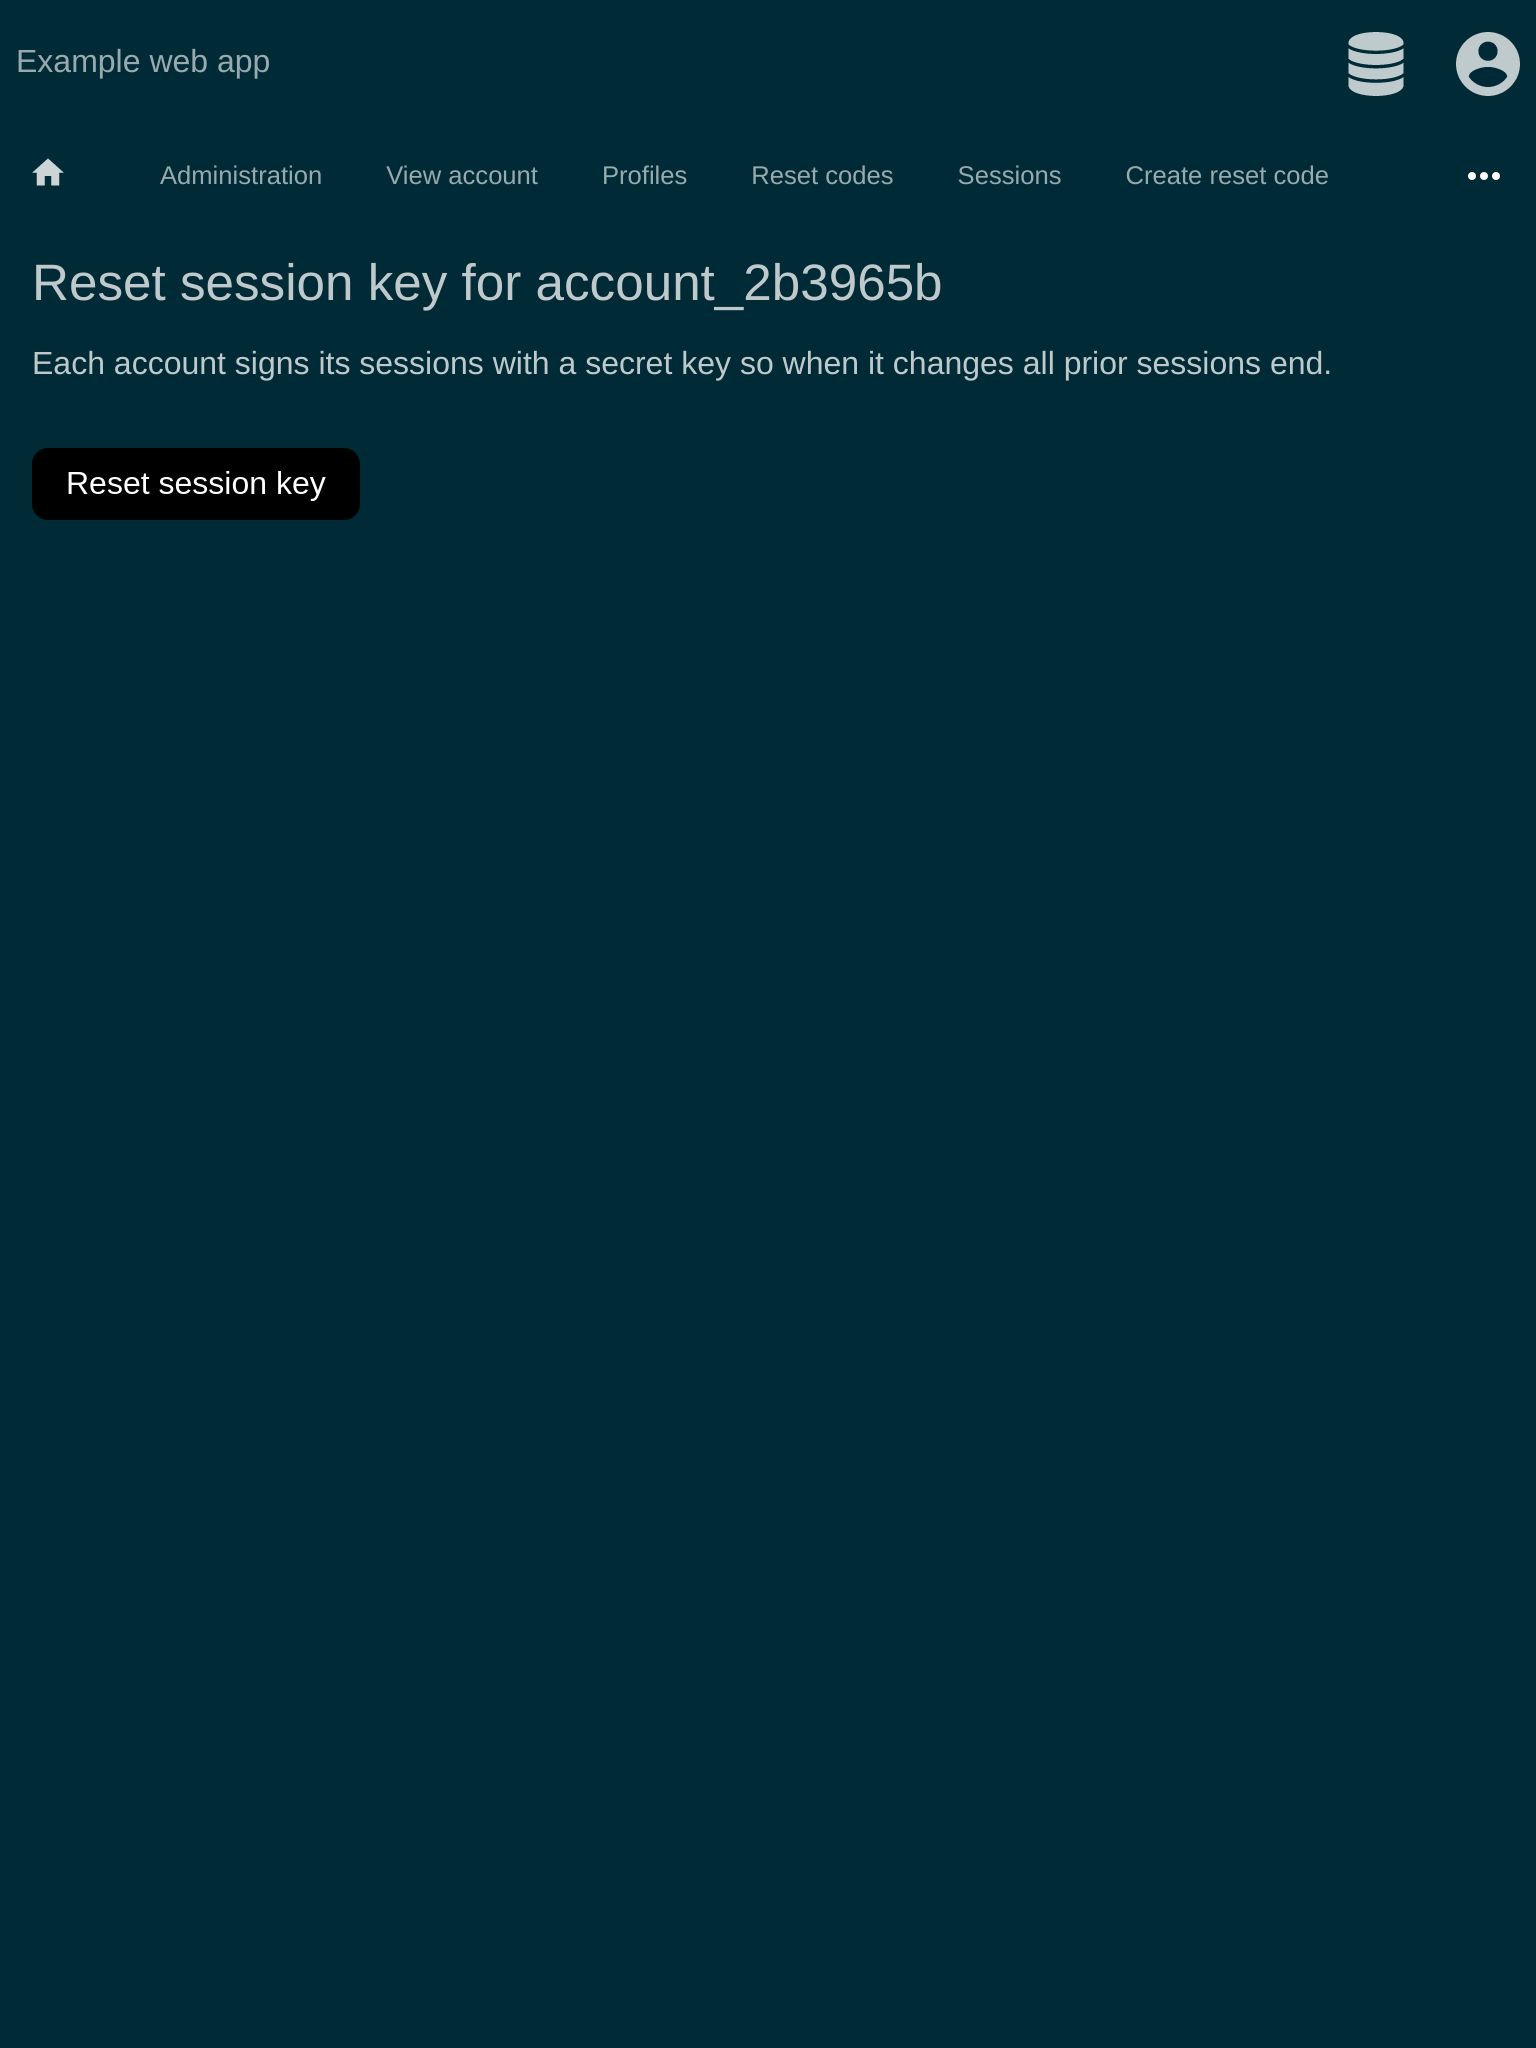 Example web app
Administration View account Profiles Reset codes Sessions Create reset code
Reset session key for account_2b3965b
Each account signs its sessions with a secret key so when it changes all prior sessions end.
Reset session key